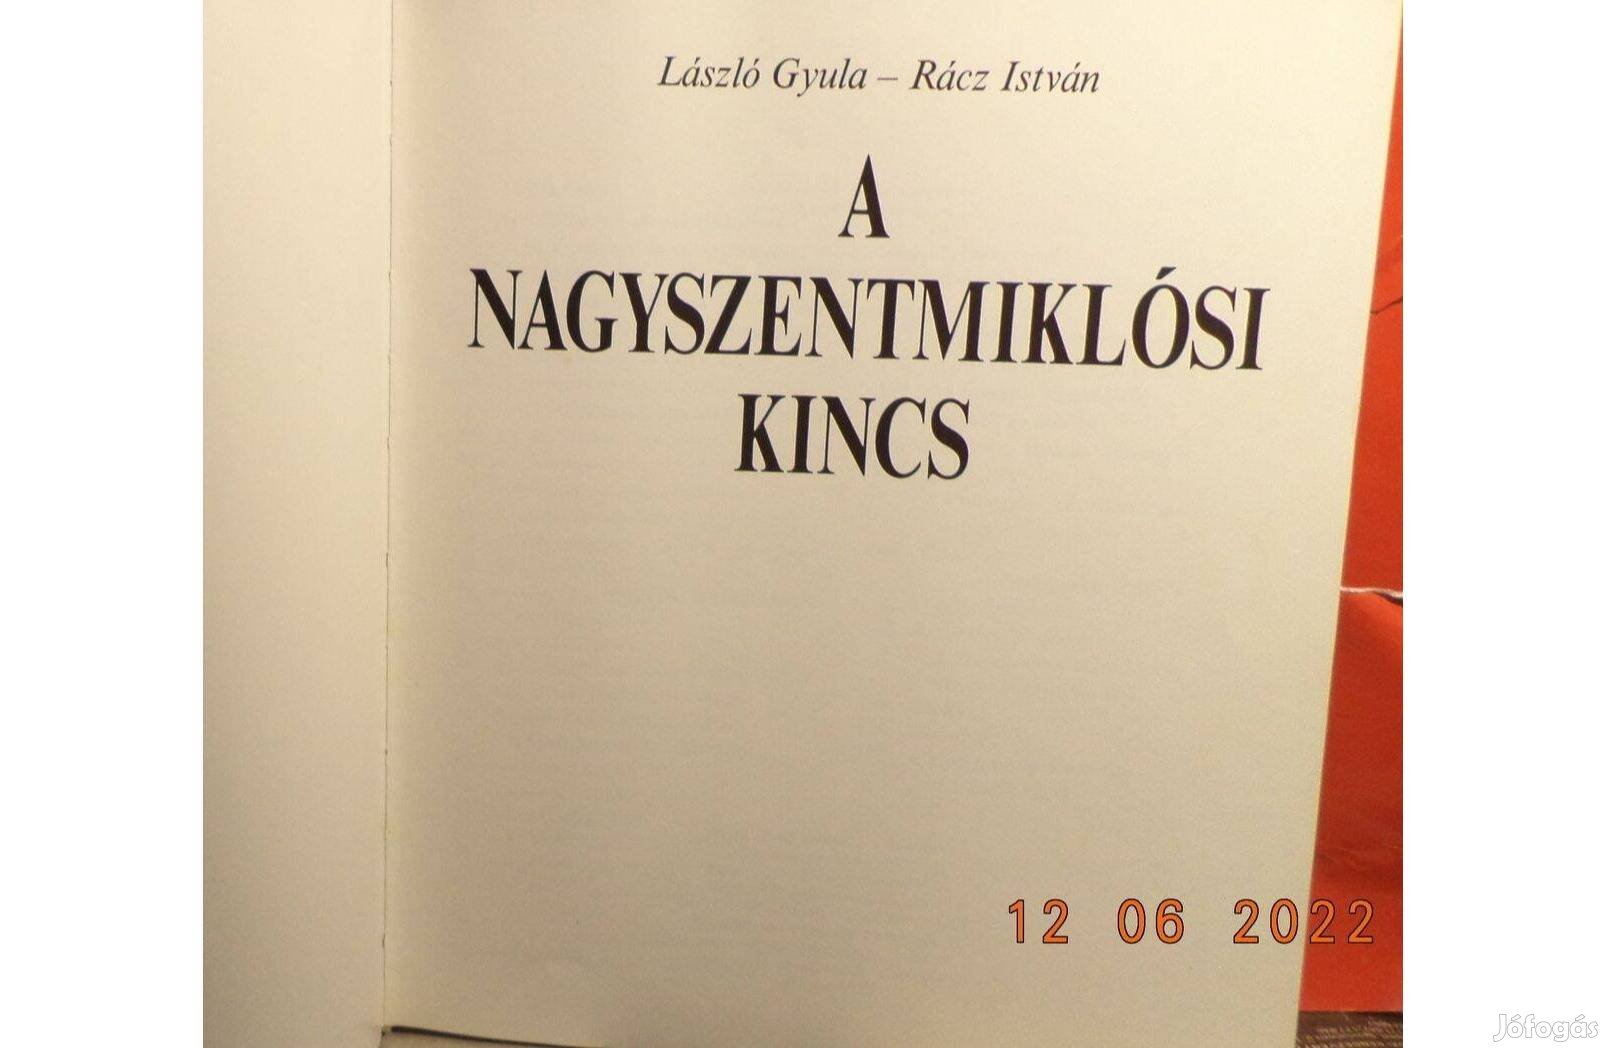 László Gyula – Rácz István
A
NAGYSZENTMIKLÓSI
KINCS
12 06 2022
Jófogás